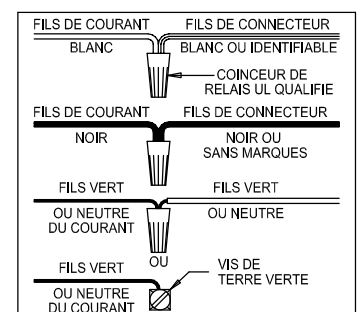 FILS DE COURANT FILS DE CONNECTEUR
BLANC BLANC OU IDENTIFIABLE
COINCEUR DE
RELAIS UL QUALIFIE
FILS DE COURANT FILS DE CONNECTEUR
NOIR NOIR OU
SANS MARQUES
FILS VERT FILS VERT
OU NEUTRE OU NEUTRE
DU COURANT
OU
FILS VERT VIS DE
TERRE VERTE
OU NEUTRE
DU COURANT